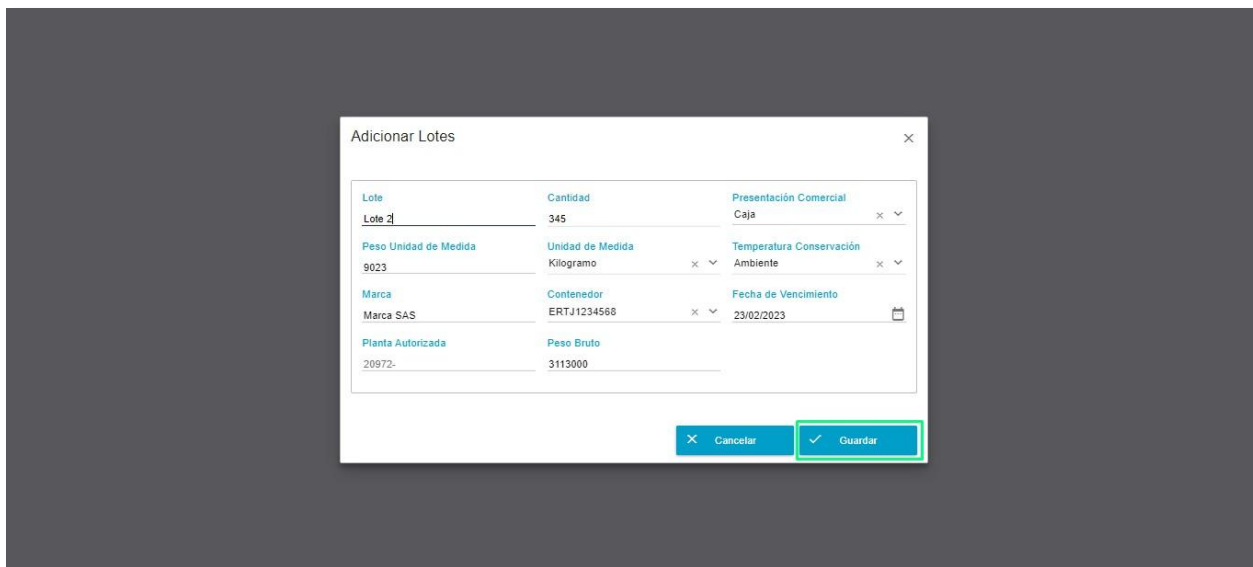 Adicionar Lotes
Lote Cantidad Presentación Comercial
Lote 2 345 Caja
Peso Unidad de Medida Unidad de Medida Temperatura Conservación
9023 Kilogramo Ambiente
Marca Contenedor Fecha de Vencimiento
Marca SAS ERTJ1234568 23/02/2023
Planta Autorizada Peso Bruto
20972- 3113000
Cancelar Guardar